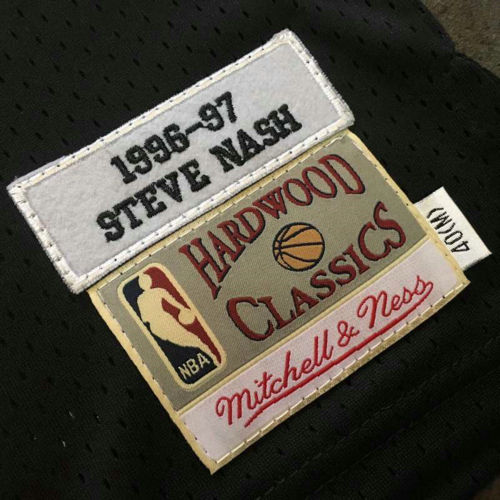 1996-97
STEVE NASH
HARDWOOD
CLASSICS
NBA
Mitchell & Ness
40(M)